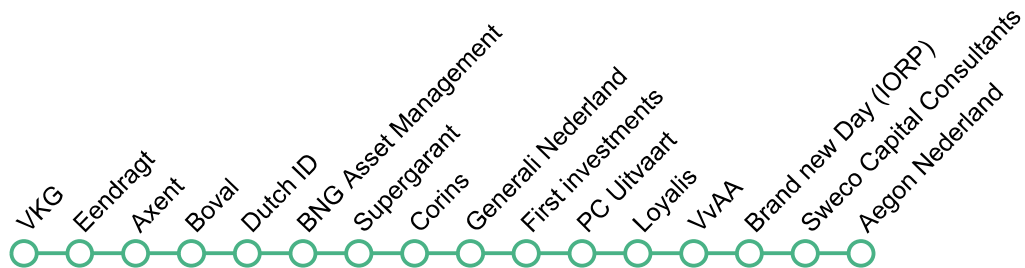 VKG
Eendragt
Axent
Boval
Dutch ID
BNG Asset Management
Supergarant
Corins
Generali Nederland
First investments
PC Uitvaart
Loyalis
VvAA
Brand new Day (IORP)
Sweco Capital Consultants
Aegon Nederland